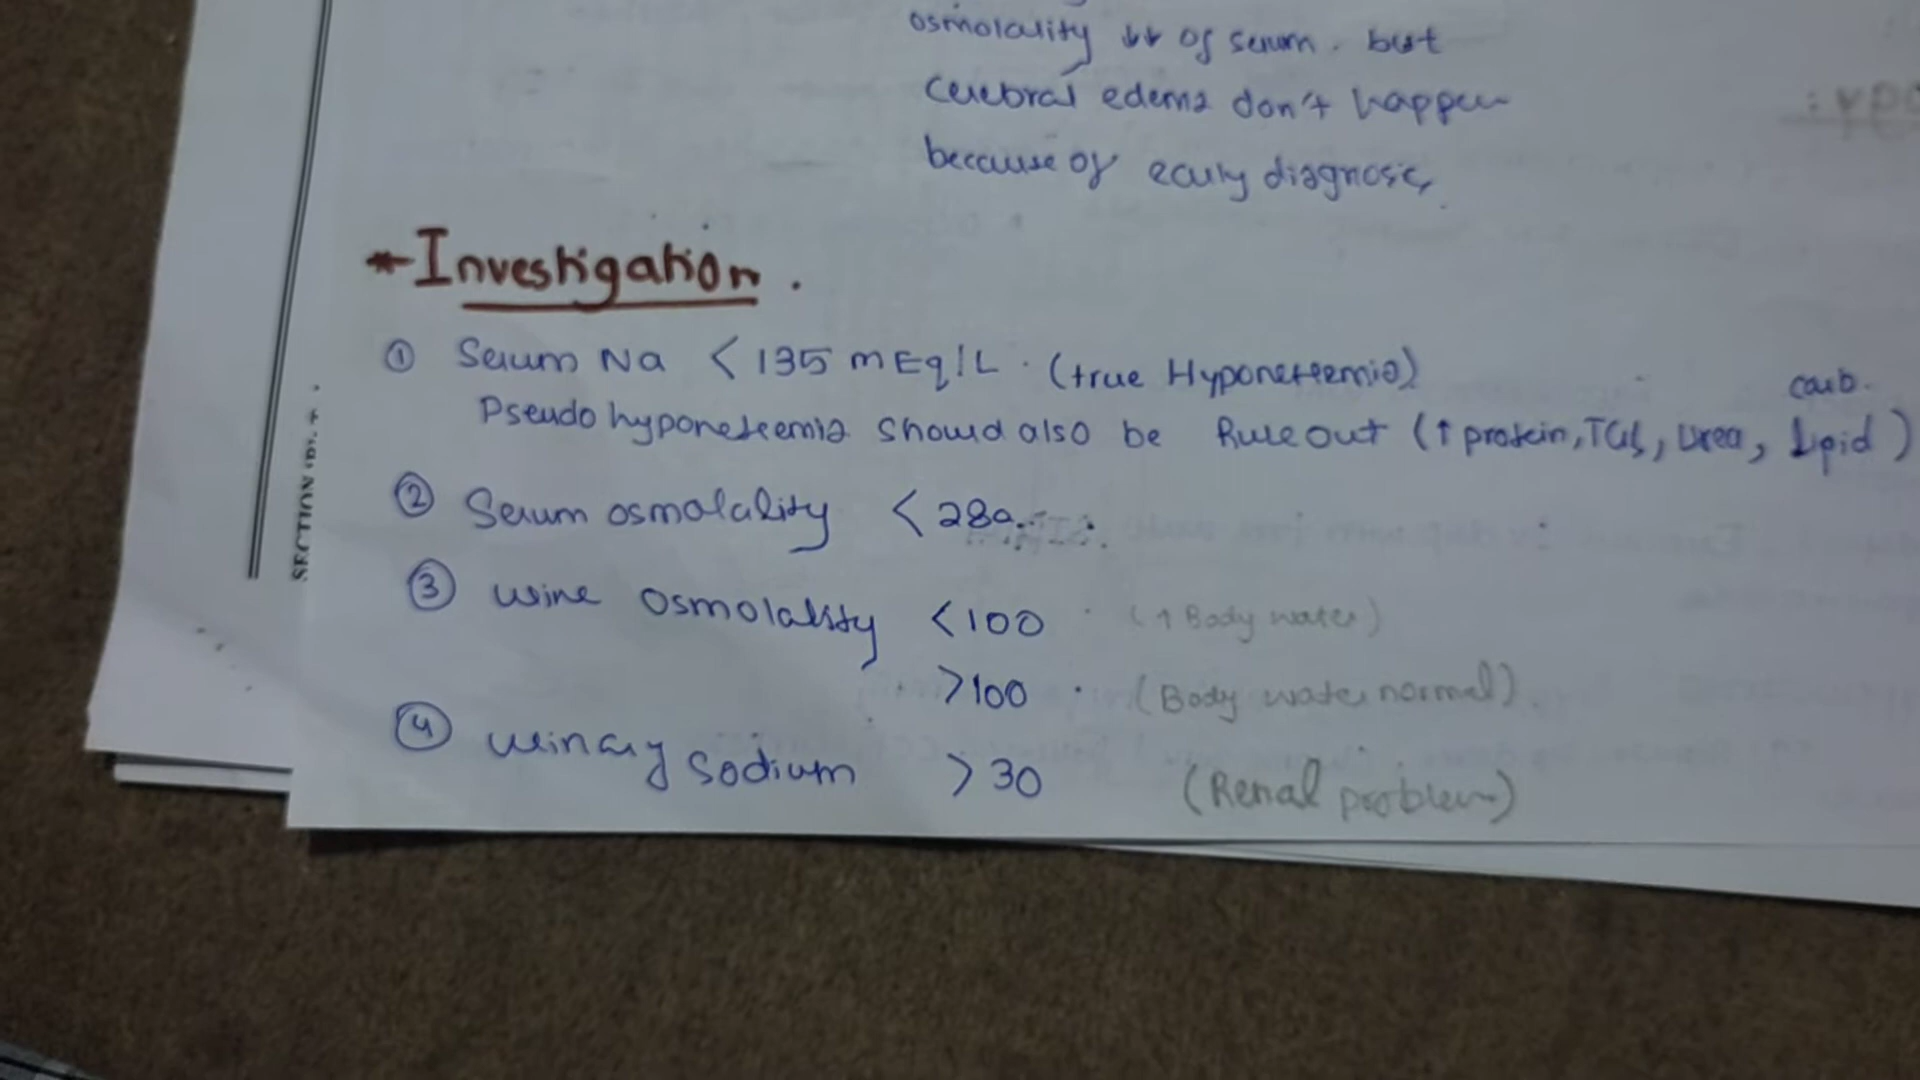 osmolality ↓↓ of serum. but
cerebral edema don't happen
because of early diagnosis,
*Investigation.
① Serum Na < 135 mEq/L. (true Hyponatremia)
carb.
Pseudo hyponatremia should also be Rule out (↑ protein, TGs, urea, Lipid)
② Serum osmolality < 280
③ urine osmolality < 100 (↑ Body water)
>100 (Body water normal).
④ urinary sodium > 30 (Renal problem)
SECTION